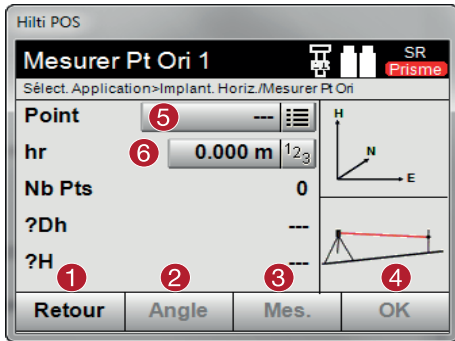 Hilti POS
Mesurer Pt Ori 1
SR
Prisme
Sélect. Application>Implant. Horiz./Mesurer Pt Ori
Point 5 ---
hr 6 0.000 m 123
Nb Pts 0
?Dh ---
?H ---
H
N
E
1 2 3 4
Retour Angle Mes. OK